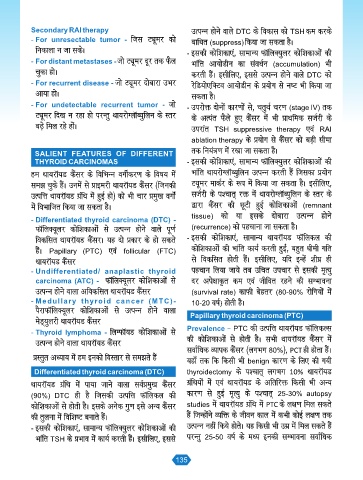 Secondary RAI therapy
- For unresectable tumor - जिस ट्यूमर को
निकाला न जा सके।
- For distant metastases - जो ट्यूमर दूर तक फैल
चुका हो।
- For recurrent disease - जो ट्यूमर दोबारा उभर
आया हो।
- For undetectable recurrent tumor - जो
ट्यूमर दिख न रहा हो परन्तु थायरोग्लोब्युलिन के स्तर
बढ़े मिल रहे हों।
SALIENT FEATURES OF DIFFERENT
THYROID CARCINOMAS
हम थायरॉयड कैंसर के विभिन्न वर्गीकरण के विषय में
समझ चुके हैं। उनमें से प्राइमरी थायरॉयड कैंसर (जिनकी
उत्पत्ति थायरॉयड ग्रंथि में हुई हो) को भी चार प्रमुख वर्गों
में विभाजित किया जा सकता है।
- Differentiated thyroid carcinoma (DTC) -
फॉलिक्युलर कोशिकाओं से उत्पन्न होने वाले पूर्ण
विकसित थायरॉयड कैंसर। यह दो प्रकार के हो सकते
हैं। Papillary (PTC) एवं follicular (FTC)
थायरॉयड कैंसर
- Undifferentiated/ anaplastic thyroid
carcinoma (ATC) - फॉलिक्युलर कोशिकाओं से
उत्पन्न होने वाला अविकसित थायरॉयड कैंसर
- Medullary thyroid cancer (MTC)-
पैराफॉलिक्युलर कोशिकाओं से उत्पन्न होने वाला
मेड्युलरी थायरॉयड कैंसर
- Thyroid lymphoma - लिम्फॉयड कोशिकाओं से
उत्पन्न होने वाला थायरॉयड कैंसर
प्रस्तुत अध्याय में हम इनको विस्तार से समझते हैं
Differentiated thyroid carcinoma (DTC)
थायरॉयड ग्रंथि में पाया जाने वाला सर्वप्रमुख कैंसर
(90%) DTC ही है जिसकी उत्पत्ति फॉलिकल की
कोशिकाओं से होती है। इसके अनेक गुण इसे अन्य कैंसर
की तुलना में विशिष्ट बनाते हैं।
- इसकी कोशिकाएं, सामान्य फॉलिक्युलर कोशिकाओं की
भांति TSH के प्रभाव में कार्य करती हैं। इसीलिए, इससे
उत्पन्न होने वाले DTC के विकास को TSH कम करके
बाधित (suppress) किया जा सकता है।
- इसकी कोशिकाएं, सामान्य फॉलिक्युलर कोशिकाओं की
भांति आयोडीन का संवर्धन (accumulation) भी
करती हैं। इसीलिए, इससे उत्पन्न होने वाले DTC को
रेडियोऐक्टिव आयोडीन के प्रयोग से नष्ट भी किया जा
सकता है।
- उपरोक्त दोनों कारणों से, चतुर्थ चरण (stage IV) तक
के अत्यंत फैले हुए कैंसर में भी प्राथमिक सर्जरी के
उपरांत TSH suppressive therapy एवं RAI
ablation therapy के प्रयोग से कैंसर को बड़ी सीमा
तक नियंत्रण में रखा जा सकता है।
- इसकी कोशिकाएं, सामान्य फॉलिक्युलर कोशिकाओं की
भांति थायरोग्लोब्युलिन उत्पन्न करती हैं जिसका प्रयोग
ट्यूमर मार्कर के रूप में किया जा सकता है। इसीलिए,
सर्जरी के पश्चात् रक्त में थायरोग्लोब्युलिन के स्तर के
द्वारा कैंसर की छूटी हुई कोशिकाओं (remnant
tissue) को या इसके दोबारा उत्पन्न होने
(recurrence) को पहचाना जा सकता है।
- इसकी कोशिकाएं, सामान्य थायरॉयड फॉलिकल की
कोशिकाओं की भांति कार्य करती हुई, बहुत धीमी गति
से विकसित होती हैं। इसीलिए, यदि इन्हें शीघ्र ही
पहचान लिया जाये तब उचित उपचार से इसकी मृत्यु
दर अपेक्षाकृत कम एवं जीवित रहने की सम्भावना
(survival rate) काफी बेहतर (80-90% रोगियों में
10-20 वर्ष) होती है।
Papillary thyroid carcinoma (PTC)
Prevalence – PTC की उत्पत्ति थायरॉयड फॉलिकल्स
की कोशिकाओं से होती है। सभी थायरॉयड कैंसर में
सर्वाधिक व्यापक कैंसर (लगभग 80%), PTC ही होता हैं।
यहाँ तक कि किसी भी benign कारण के लिए की गयी
thyroidectomy के पश्चात् लगभग 10% थायरॉयड
ग्रंथियों में एवं थायरॉयड के अतिरिक्त किसी भी अन्य
कारण से हुई मृत्यु के पश्चात् 25-30% autopsy
studies में थायरॉयड ग्रंथि में PTC के लक्षण मिल सकते
हैं जिन्होंने व्यक्ति के जीवन काल में कभी कोई लक्षण तक
उत्पन्न नहीं किये होते। यह किसी भी उम्र में मिल सकते हैं
परन्तु 25-50 वर्ष के मध्य इनकी सम्भावना सर्वाधिक
135